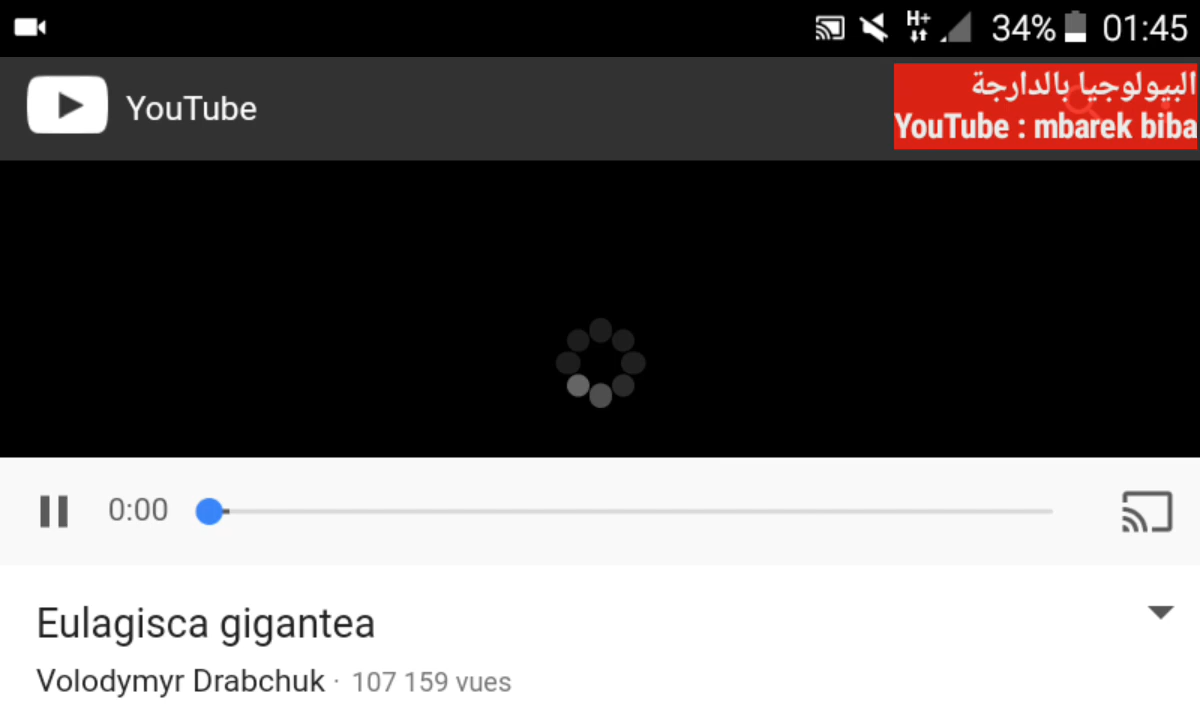 H+ 34% 01:45
YouTube
البيولوجيا بالدارجة
YouTube : mbarek biba
0:00
Eulagisca gigantea
Volodymyr Drabchuk · 107 159 vues